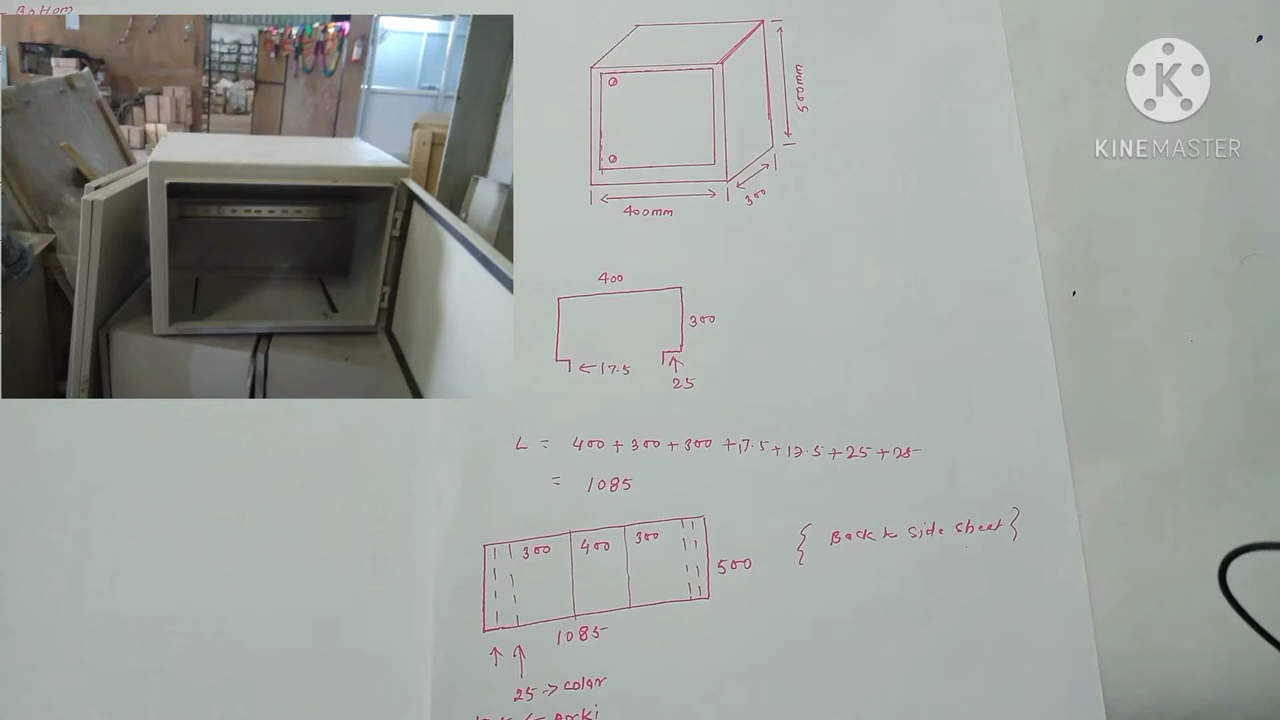 - Bottom
K
KINEMASTER
500mm
300
400mm
400
300
←17.5
25
L = 400+300+300+17.5+17.5+25+25
= 1085
300 400 300
500
{ Back & side sheet }
1085
25 → colar